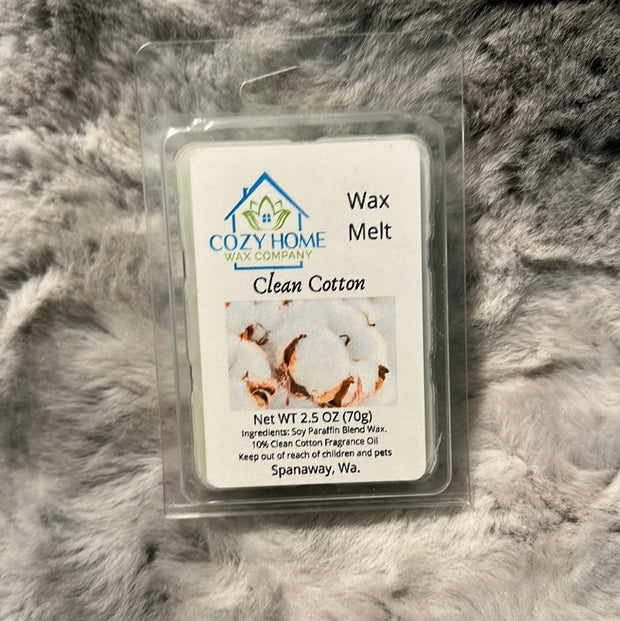 COZY HOME
WAX COMPANY
Wax
Melt
Clean Cotton
Net WT 2.5 OZ (70g)
Ingredients: Soy Paraffin Blend Wax.
10% Clean Cotton Fragrance Oil
Keep out of reach of children and pets
Spanaway, Wa.